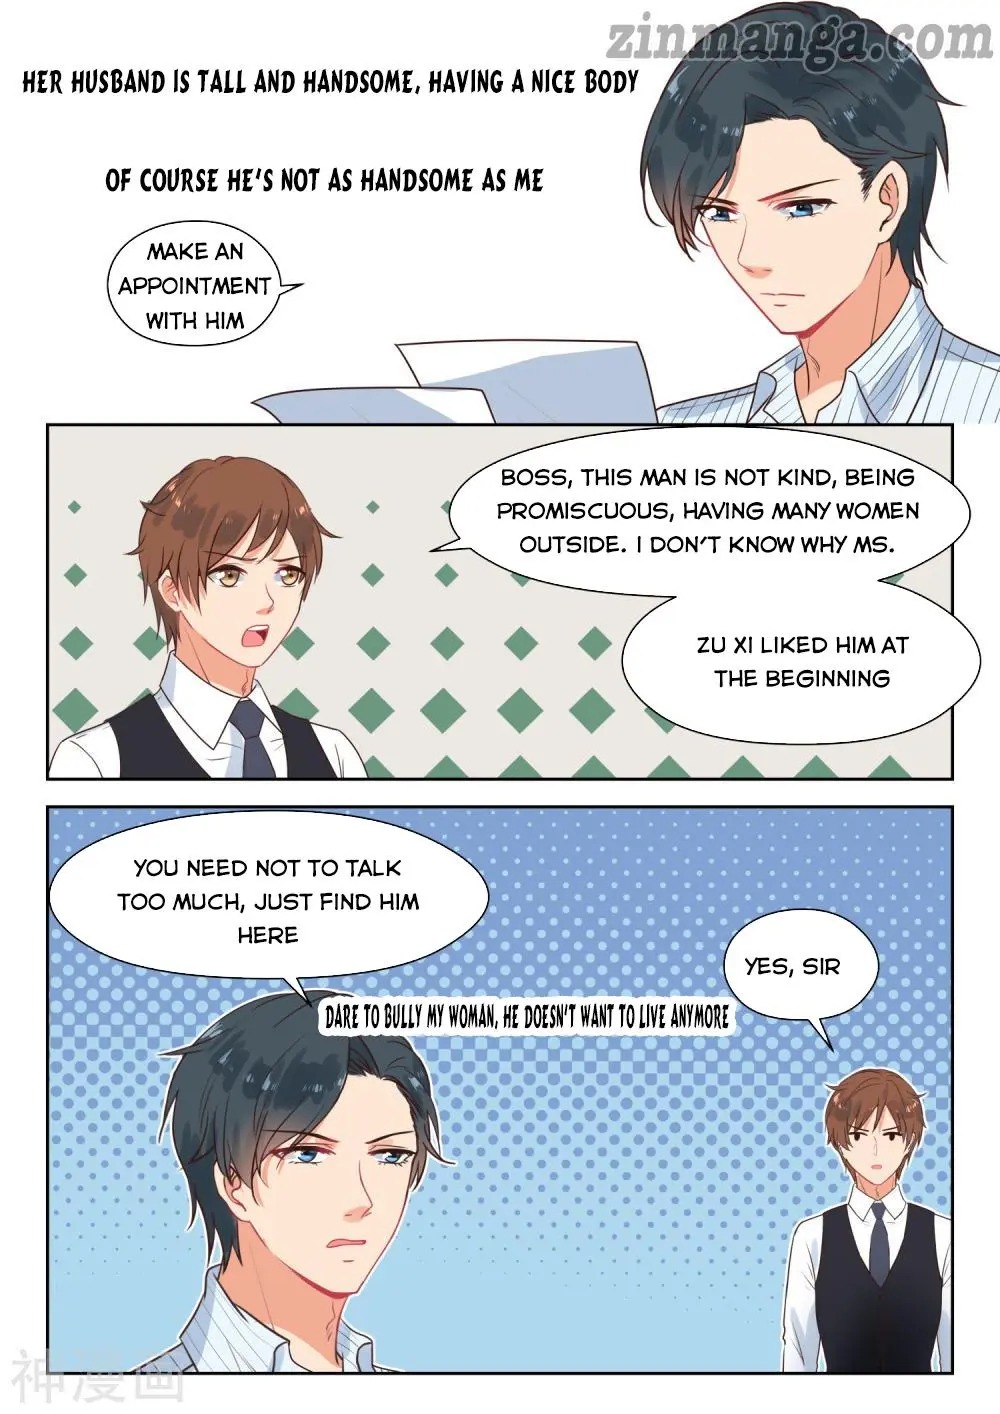 zinmanga.com
HER HUSBAND IS TALL AND HANDSOME, HAVING A NICE BODY
OF COURSE HE'S NOT AS HANDSOME AS ME
MAKE AN
APPOINTMENT
WITH HIM
BOSS, THIS MAN IS NOT KIND, BEING
PROMISCUOUS, HAVING MANY WOMEN
OUTSIDE. I DON'T KNOW WHY MS.
ZU XI LIKED HIM AT
THE BEGINNING
YOU NEED NOT TO TALK
TOO MUCH, JUST FIND HIM
HERE
YES, SIR
DARE TO BULLY MY WOMAN, HE DOESN'T WANT TO LIVE ANYMORE
神漫画